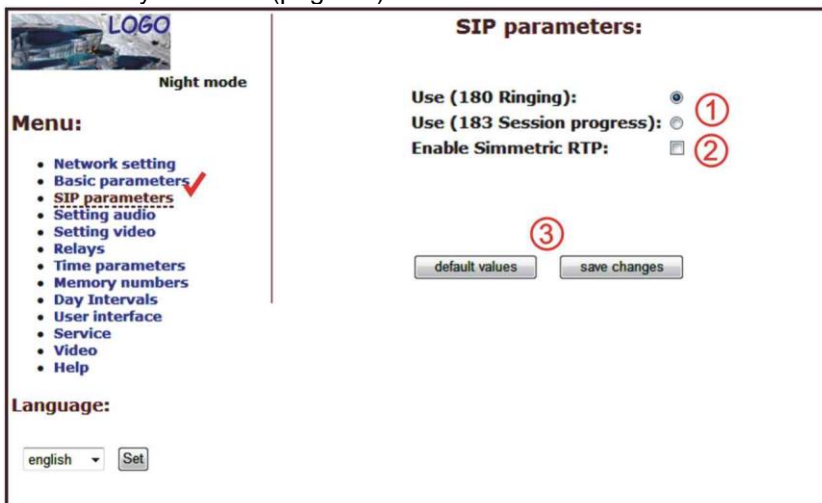 LOGO
Night mode
Menu:
Network setting
Basic parameters
SIP parameters
Setting audio
Setting video
Relays
Time parameters
Memory numbers
Day Intervals
User interface
Service
Video
Help
Language:
english Set
SIP parameters:
Use (180 Ringing): 1
Use (183 Session progress):
Enable Simmetric RTP: 2
3
default values save changes